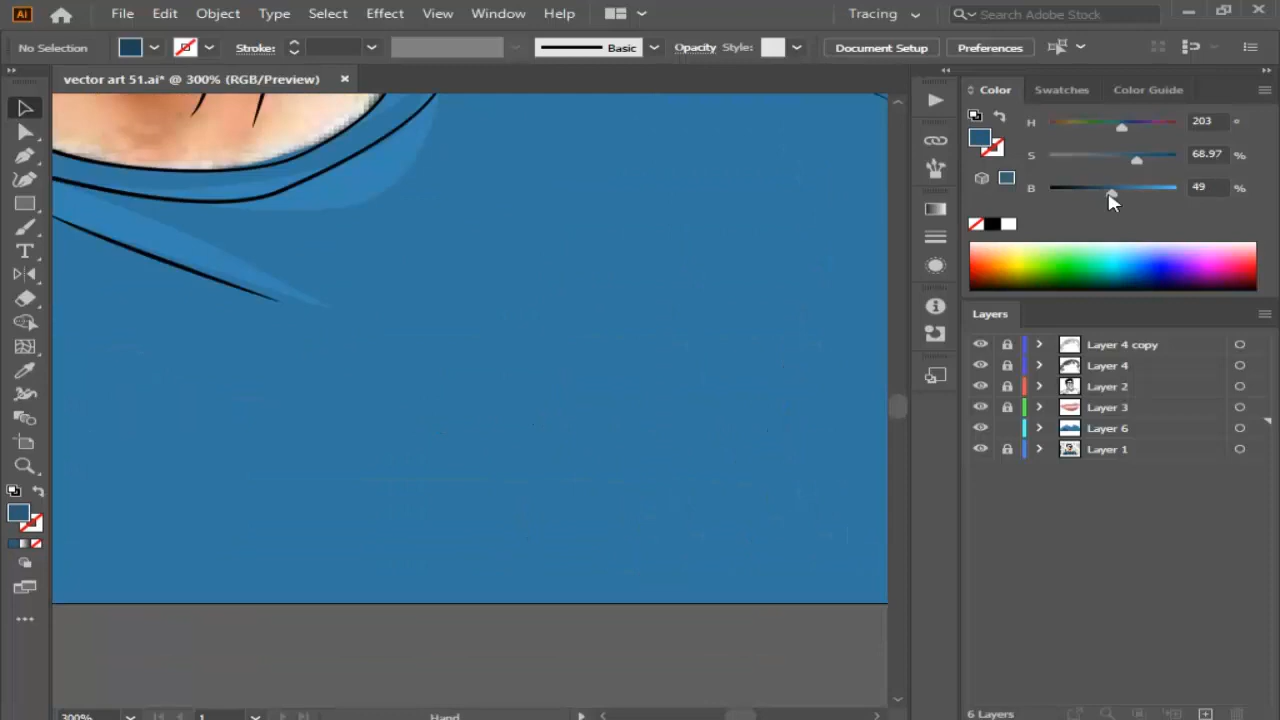 Ai File Edit Object Type Select Effect View Window Help Tracing Search Adobe Stock
No Selection Stroke: Basic Opacity Style: Document Setup Preferences
vector art 51.ai* @ 300% (RGB/Preview) ×
Color Swatches Color Guide
H 203 °
S 68.97 %
B 49 %
Layers
Layer 4 copy
Layer 4
Layer 2
Layer 3
Layer 6
Layer 1
300% 1 Hand 6 Layers